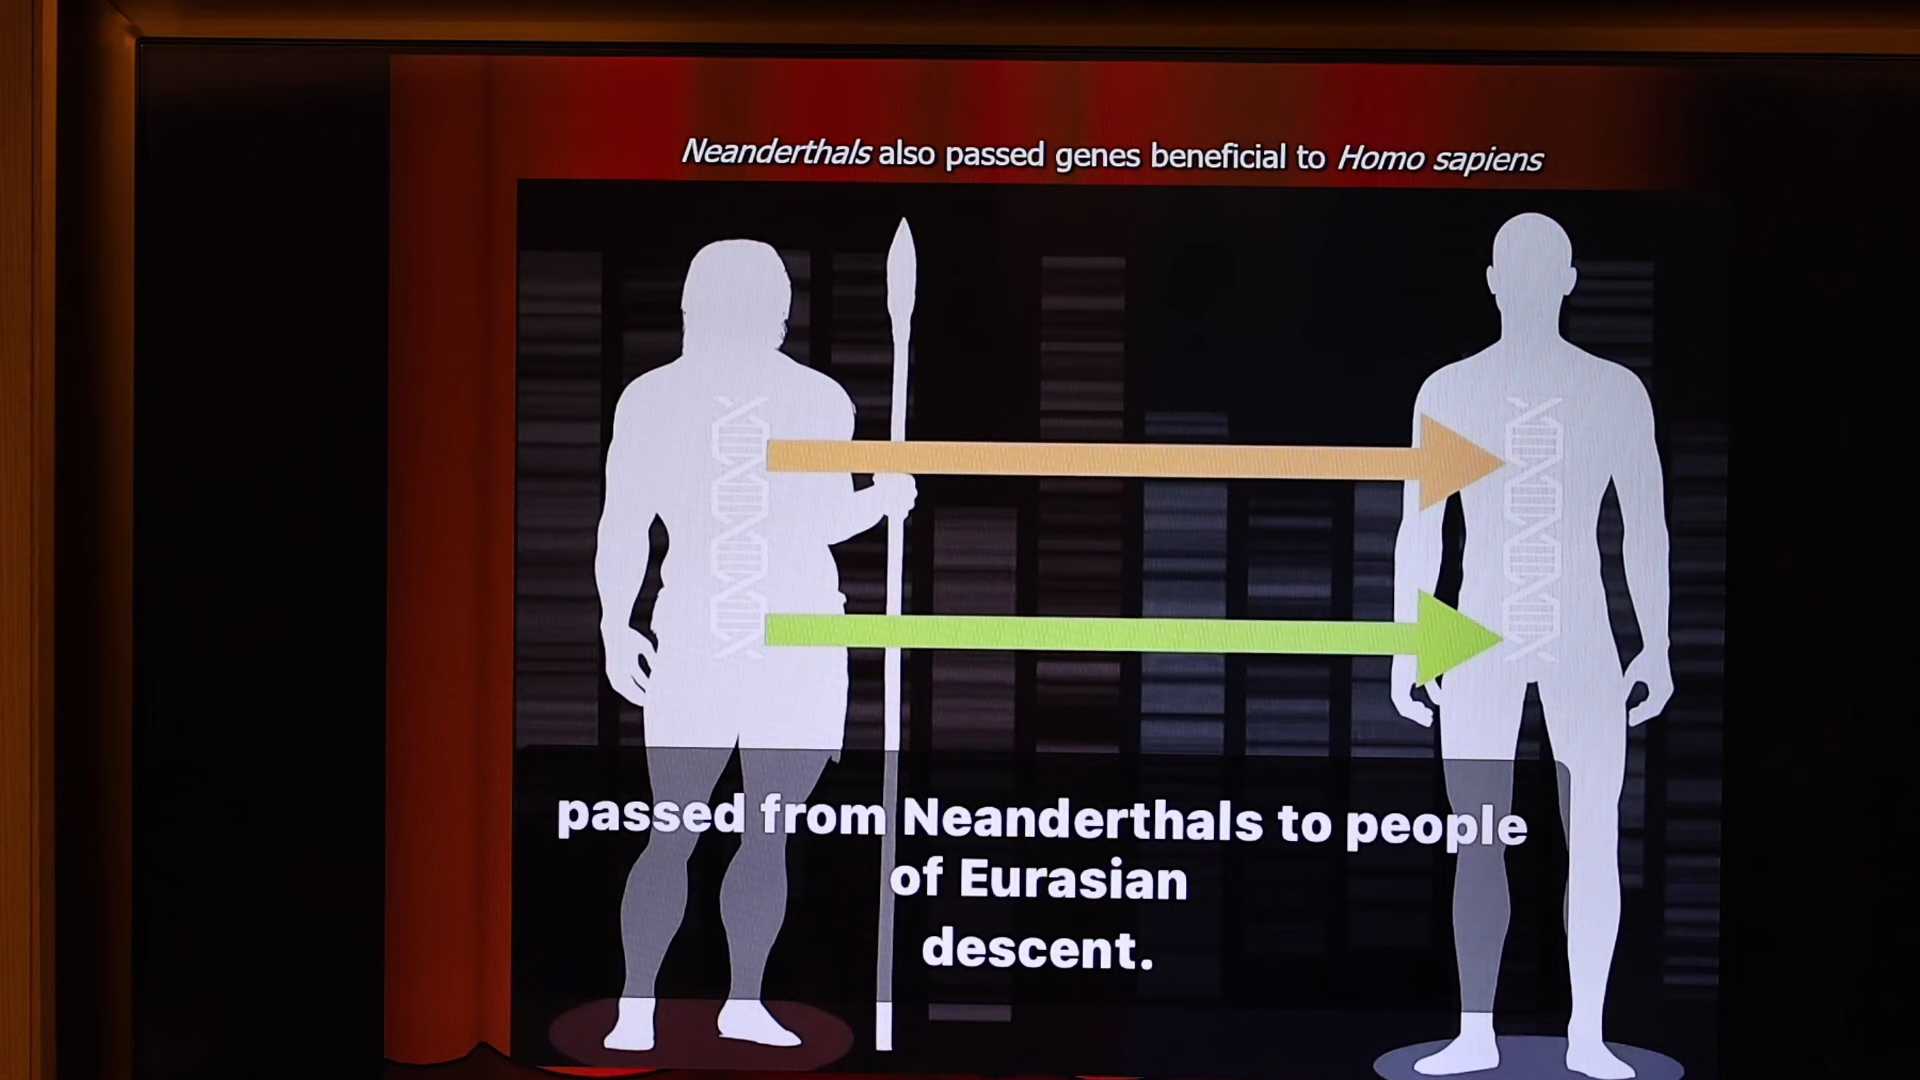 Neanderthals also passed genes beneficial to Homo sapiens
passed from Neanderthals to people
of Eurasian
descent.